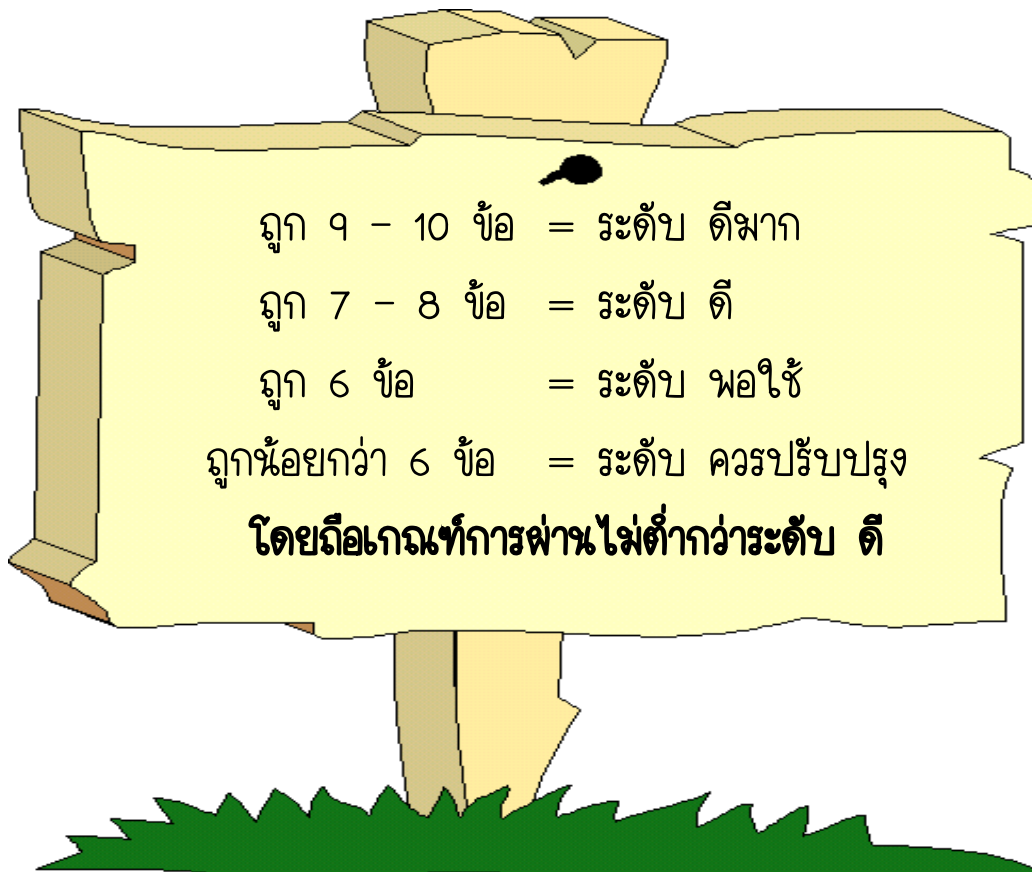 ถูก 9 - 10 ข้อ = ระดับ ดีมาก
ถูก 7 - 8 ข้อ = ระดับ ดี
ถูก 6 ข้อ = ระดับ พอใช้
ถูกน้อยกว่า 6 ข้อ = ระดับ ควรปรับปรุง
โดยถือเกณฑ์การผ่านไม่ต่ำกว่าระดับ ดี